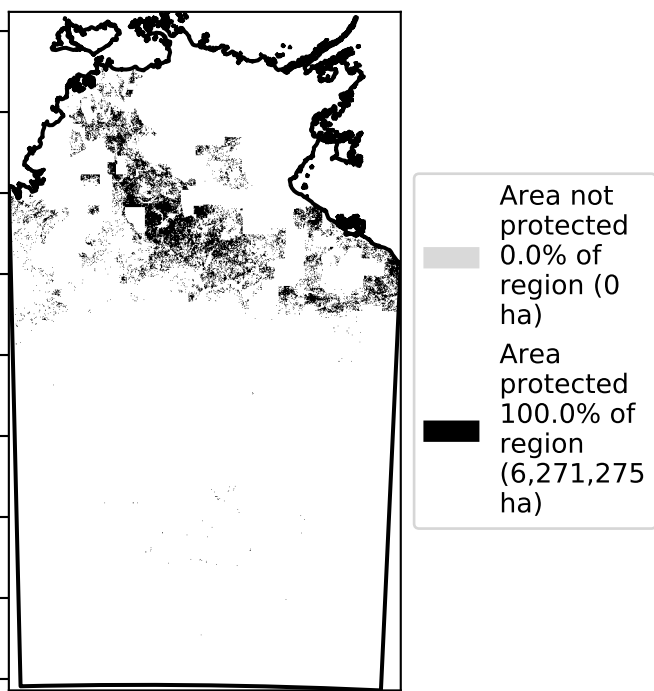 Area not
protected
0.0% of
region (0
ha)
Area
protected
100.0% of
region
(6,271,275
ha)